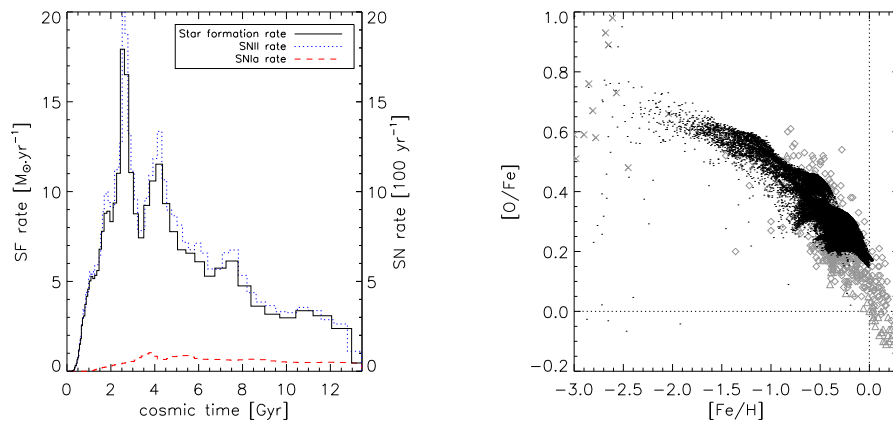 20
15
10
5
0
SF rate [M☉.yr⁻¹]
Star formation rate
SNII rate
SNIa rate
20
15
10
5
0
SN rate [100 yr⁻¹]
0 2 4 6 8 10 12
cosmic time [Gyr]
1.0
0.8
0.6
0.4
0.2
0.0
−0.2
[O/Fe]
−3.0 −2.5 −2.0 −1.5 −1.0 −0.5 0.0
[Fe/H]